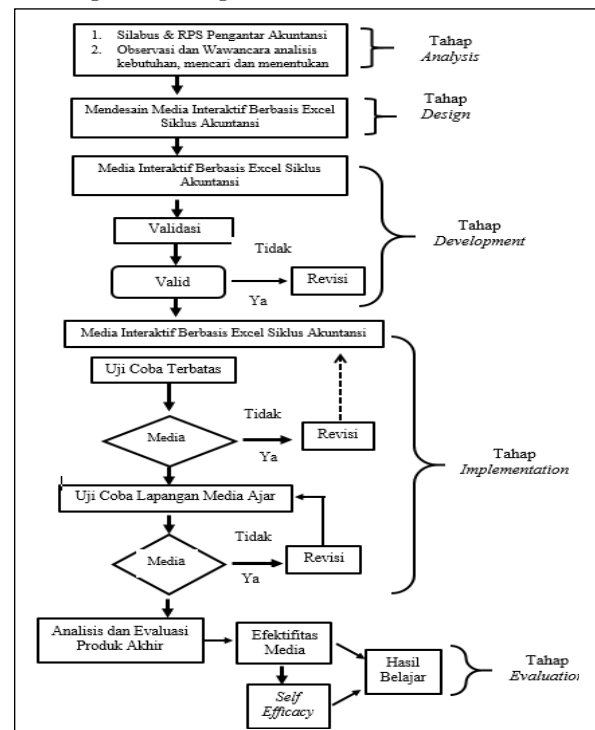 1. Silabus & RPS Pengantar Akuntansi
2. Observasi dan Wawancara analisis
kebutuhan, mencari dan menentukan
Tahap
Analysis
Mendesain Media Interaktif Berbasis Excel
Siklus Akuntansi
Tahap
Design
Media Interaktif Berbasis Excel Siklus
Akuntansi
Validasi
Tidak
Valid
Revisi
Ya
Tahap
Development
Media Interaktif Berbasis Excel Siklus Akuntansi
Uji Coba Terbatas
Tidak
Media
Revisi
Ya
Uji Coba Lapangan Media Ajar
Tidak
Media
Revisi
Ya
Tahap
Implementation
Analisis dan Evaluasi
Produk Akhir
Efektifitas
Media
Self
Efficacy
Hasil
Belajar
Tahap
Evaluation